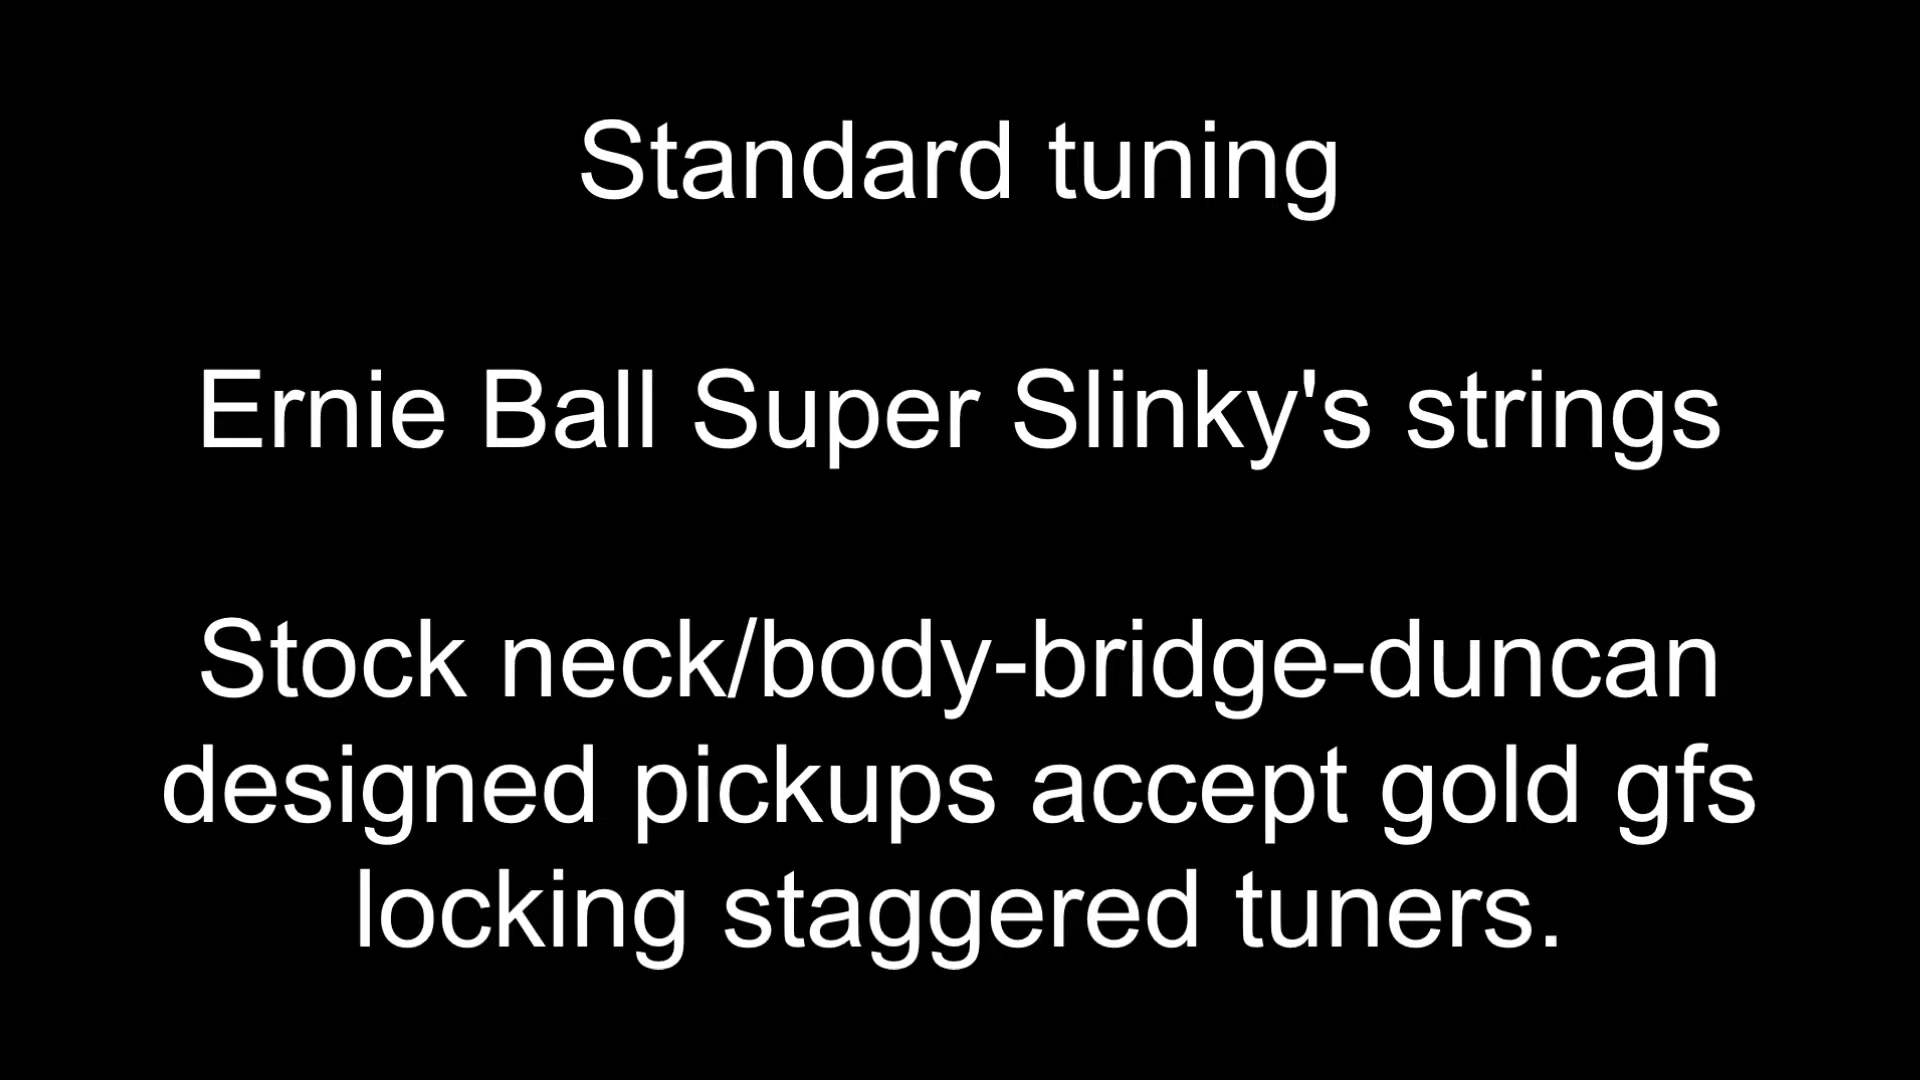 Standard tuning
Ernie Ball Super Slinky's strings
Stock neck/body-bridge-duncan
designed pickups accept gold gfs
locking staggered tuners.